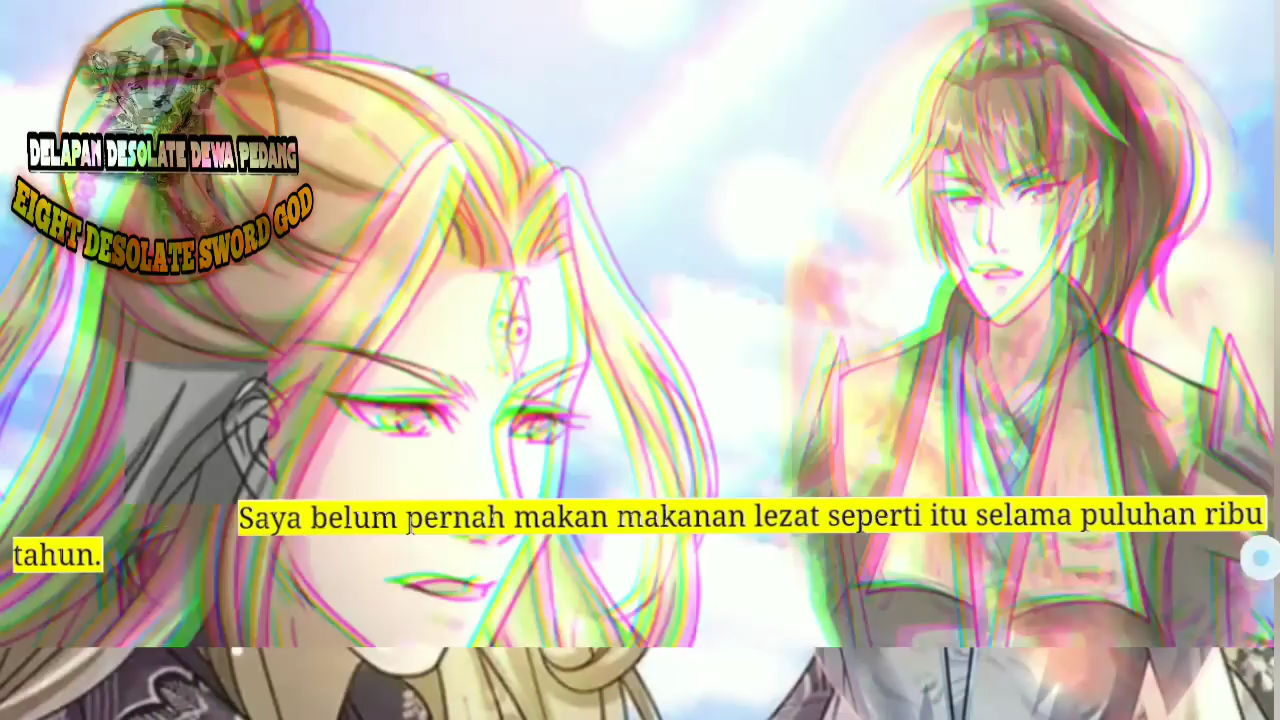 DELAPAN DESOLATE DEWA PEDANG
EIGHT DESOLATE SWORD GOD
Saya belum pernah makan makanan lezat seperti itu selama puluhan ribu
tahun.